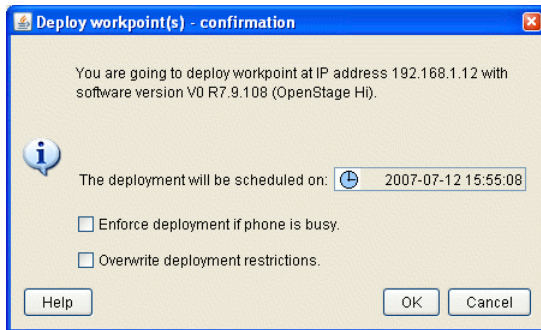 Deploy workpoint(s) - confirmation
You are going to deploy workpoint at IP address 192.168.1.12 with
software version V0 R7.9.108 (OpenStage Hi).
The deployment will be scheduled on: 2007-07-12 15:55:08
Enforce deployment if phone is busy.
Overwrite deployment restrictions.
Help OK Cancel